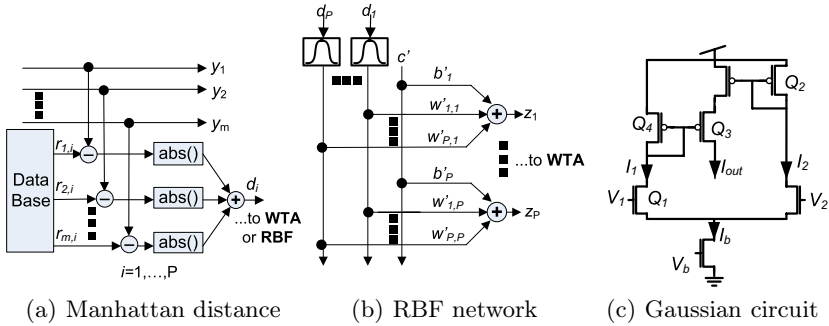 y1
y2
ym
Data
Base
r1,i
r2,i
rm,i
−
−
−
abs()
abs()
abs()
+
di
...to WTA
or RBF
i=1,...,P
(a) Manhattan distance
dP
d1
c'
b'1
w'1,1
w'P,1
+
z1
...to WTA
b'P
w'1,P
w'P,P
+
zP
(b) RBF network
Q2
Q4
Q3
I1
Iout
I2
V1
Q1
V2
Ib
Vb
(c) Gaussian circuit